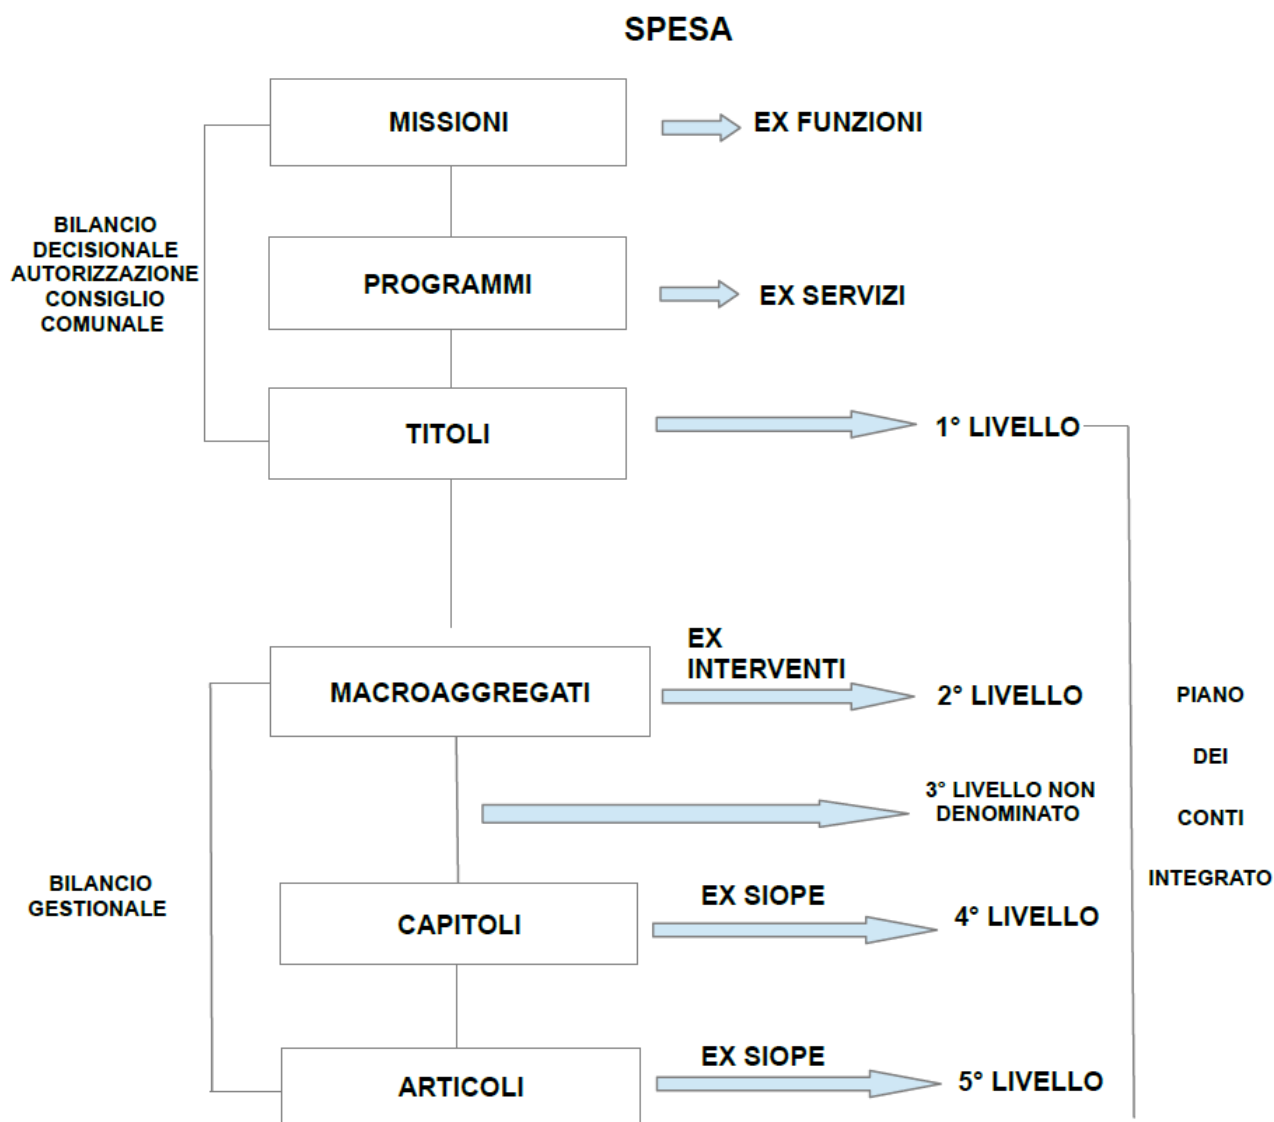 SPESA
MISSIONI
EX FUNZIONI
BILANCIO
DECISIONALE
AUTORIZZAZIONE
CONSIGLIO
COMUNALE
PROGRAMMI
EX SERVIZI
TITOLI
1° LIVELLO
EX
INTERVENTI
MACROAGGREGATI
2° LIVELLO
PIANO
DEI
CONTI
INTEGRATO
3° LIVELLO NON
DENOMINATO
BILANCIO
GESTIONALE
CAPITOLI
EX SIOPE
4° LIVELLO
ARTICOLI
EX SIOPE
5° LIVELLO